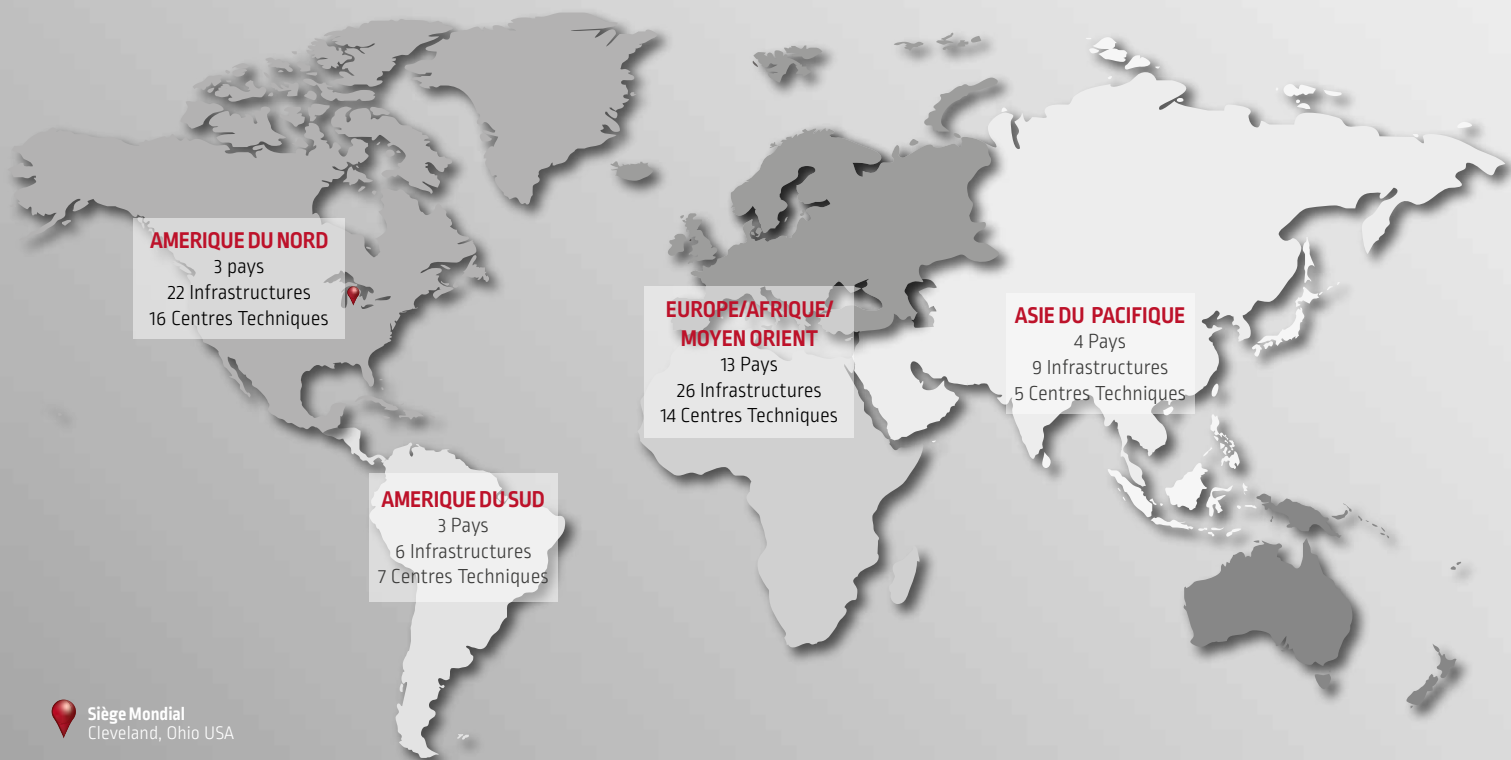 AMERIQUE DU NORD
3 pays
22 Infrastructures
16 Centres Techniques
EUROPE/AFRIQUE/
MOYEN ORIENT
13 Pays
26 Infrastructures
14 Centres Techniques
ASIE DU PACIFIQUE
4 Pays
9 Infrastructures
5 Centres Techniques
AMERIQUE DU SUD
3 Pays
6 Infrastructures
7 Centres Techniques
Siège Mondial
Cleveland, Ohio USA